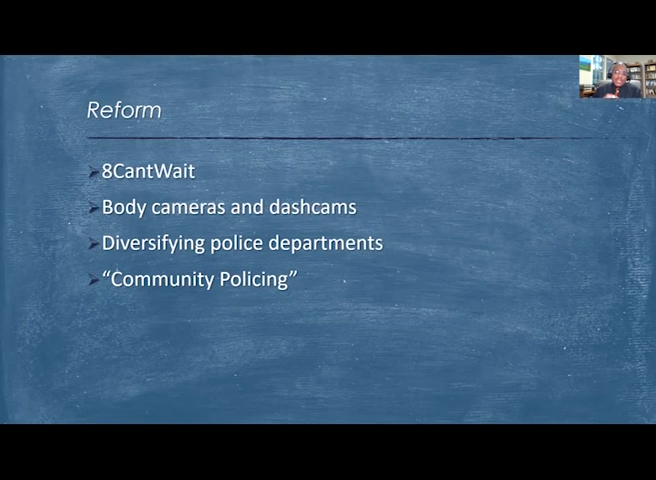 Reform
8CantWait
Body cameras and dashcams
Diversifying police departments
“Community Policing”